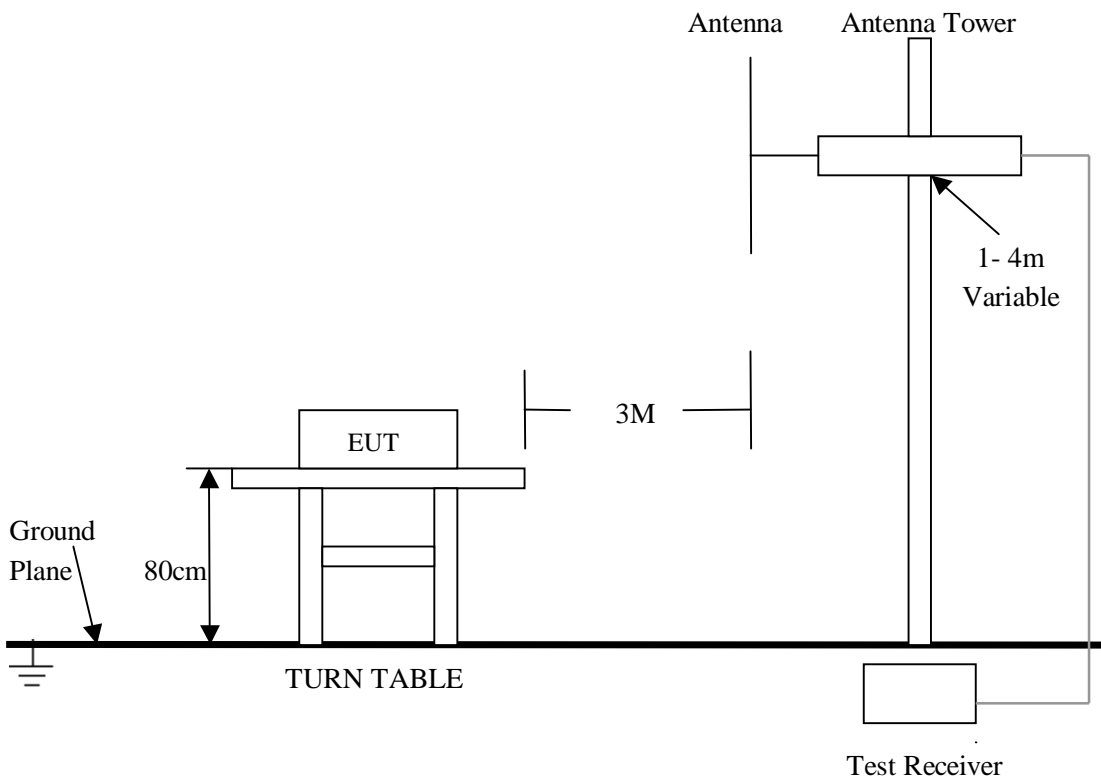 Antenna
Antenna Tower
1- 4m
Variable
3M
EUT
Ground
Plane
80cm
TURN TABLE
Test Receiver